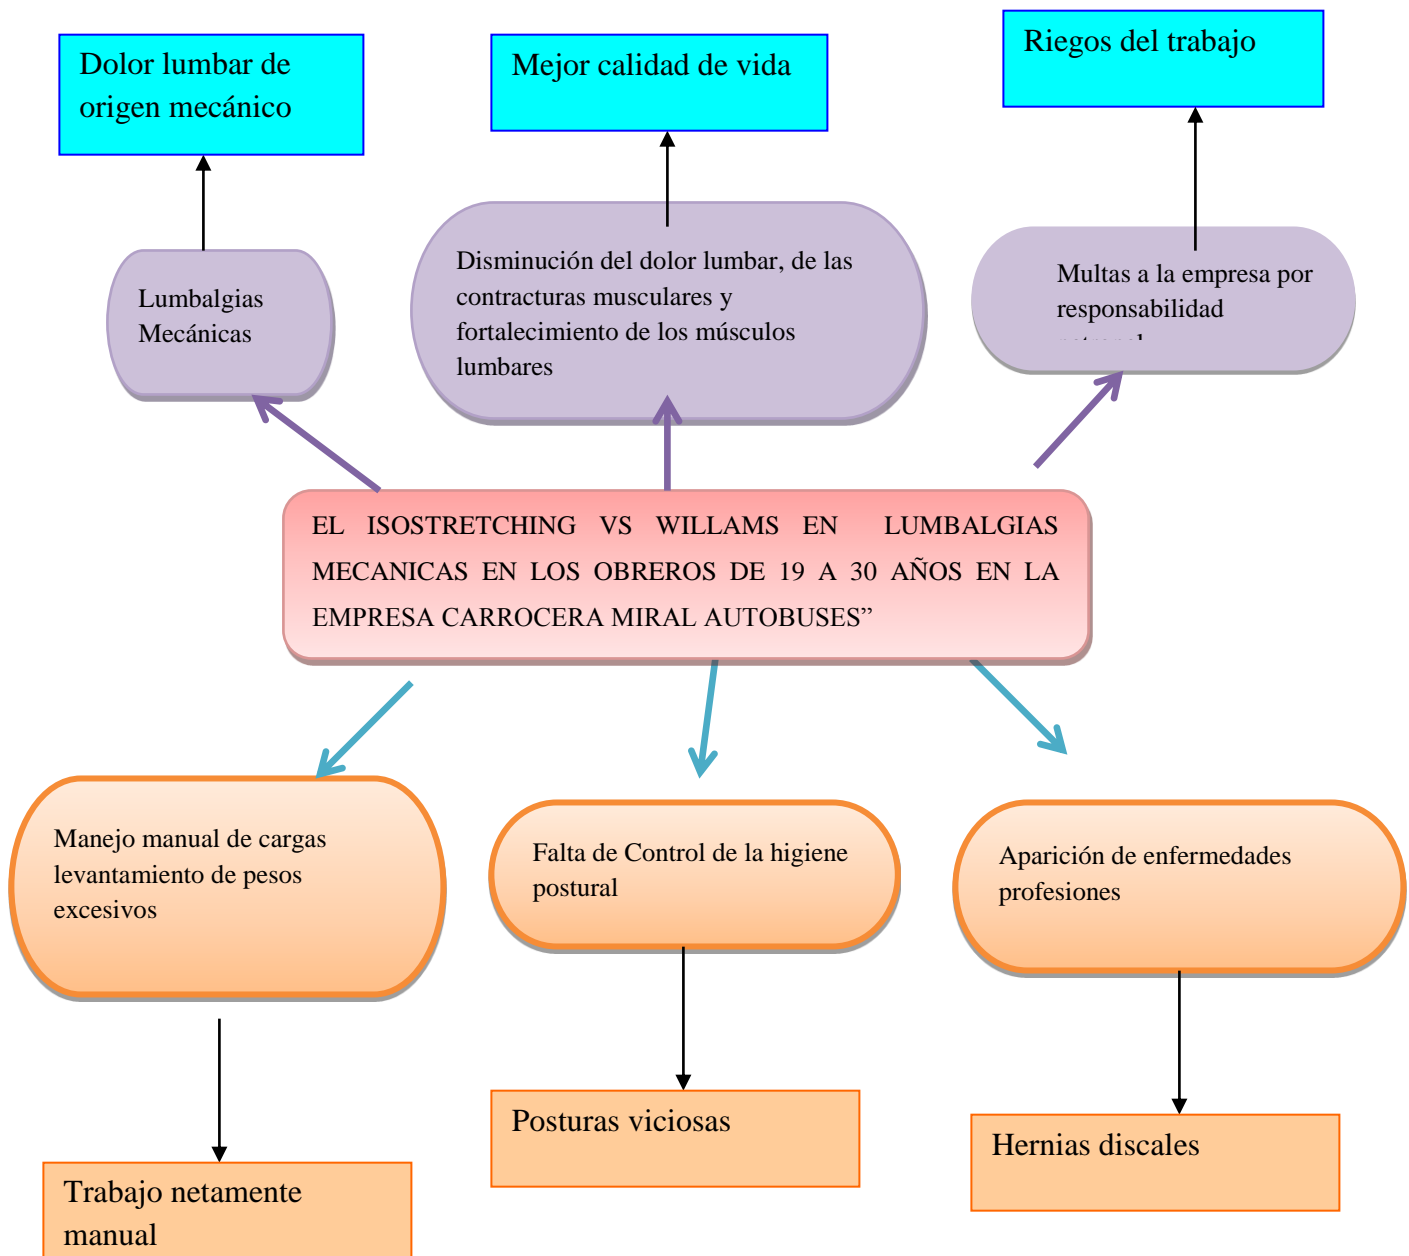 Dolor lumbar de
origen mecánico
Mejor calidad de vida
Riegos del trabajo
Lumbalgias
Mecánicas
Disminución del dolor lumbar, de las
contracturas musculares y
fortalecimiento de los músculos
lumbares
Multas a la empresa por
responsabilidad
EL ISOSTRETCHING VS WILLAMS EN LUMBALGIAS
MECANICAS EN LOS OBREROS DE 19 A 30 AÑOS EN LA
EMPRESA CARROCERA MIRAL AUTOBUSES”
Manejo manual de cargas
levantamiento de pesos
excesivos
Falta de Control de la higiene
postural
Aparición de enfermedades
profesiones
Trabajo netamente
manual
Posturas viciosas
Hernias discales